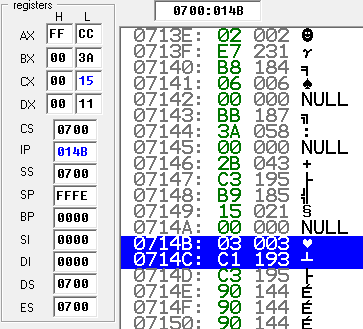 registers
H L
AX FF CC
BX 00 3A
CX 00 15
DX 00 11
CS 0700
IP 014B
SS 0700
SP FFFE
BP 0000
SI 0000
DI 0000
DS 0700
ES 0700
0700:014B
0713E: 02 002 ☻
0713F: E7 231 γ
07140: B8 184 ╕
07141: 06 006 ♠
07142: 00 000 NULL
07143: BB 187 ╗
07144: 3A 058 :
07145: 00 000 NULL
07146: 2B 043 +
07147: C3 195 ├
07148: B9 185 ╣
07149: 15 021 §
0714A: 00 000 NULL
0714B: 03 003 ♥
0714C: C1 193 ┴
0714D: C3 195 ├
0714E: 90 144 É
0714F: 90 144 É
07150: 90 144 É